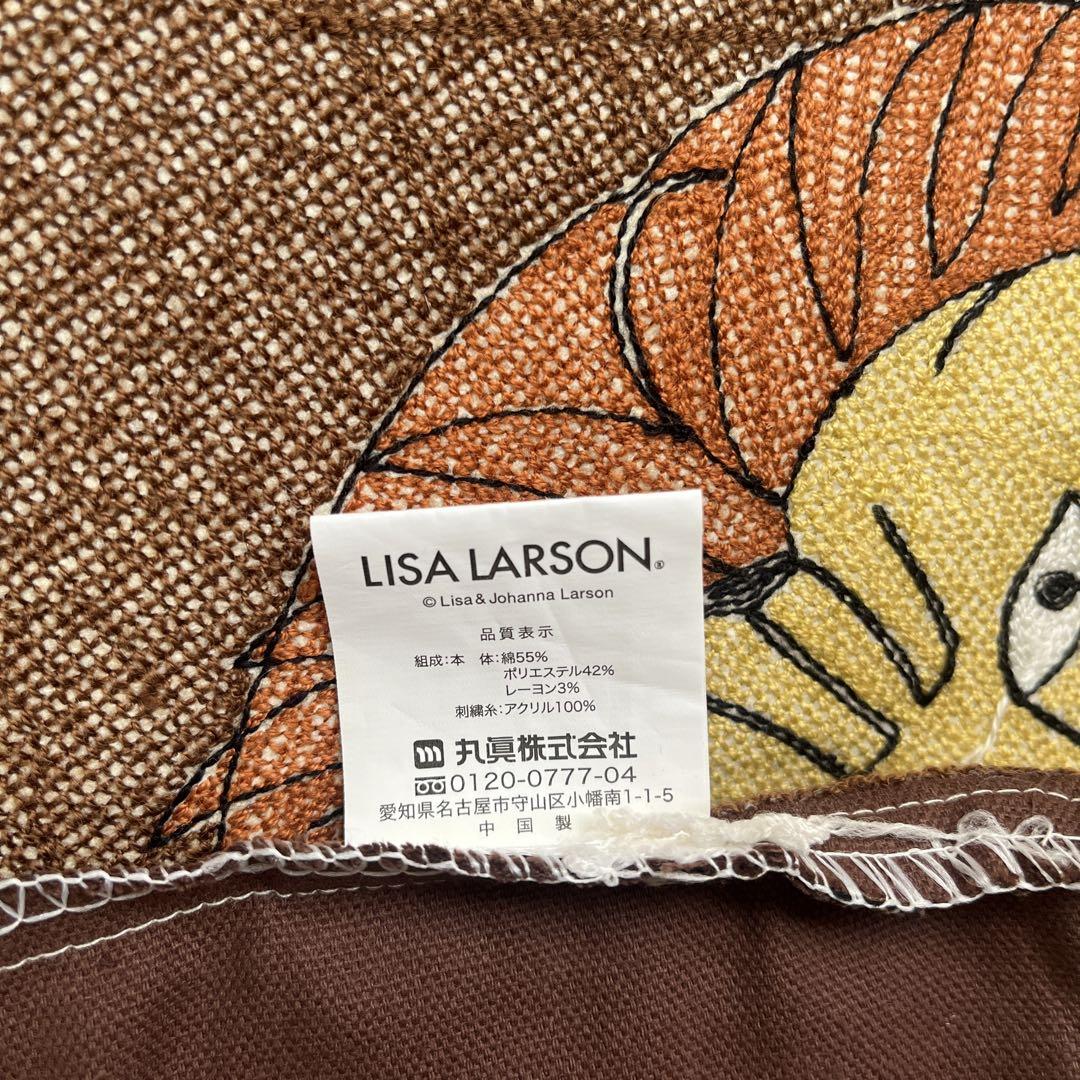 LISA LARSON®
© Lisa & Johanna Larson
品質表示
組成:本 体:綿55%
ポリエステル42%
レーヨン3%
刺繍糸:アクリル100%
丸眞株式会社
0120-0777-04
愛知県名古屋市守山区小幡南1-1-5
中国製